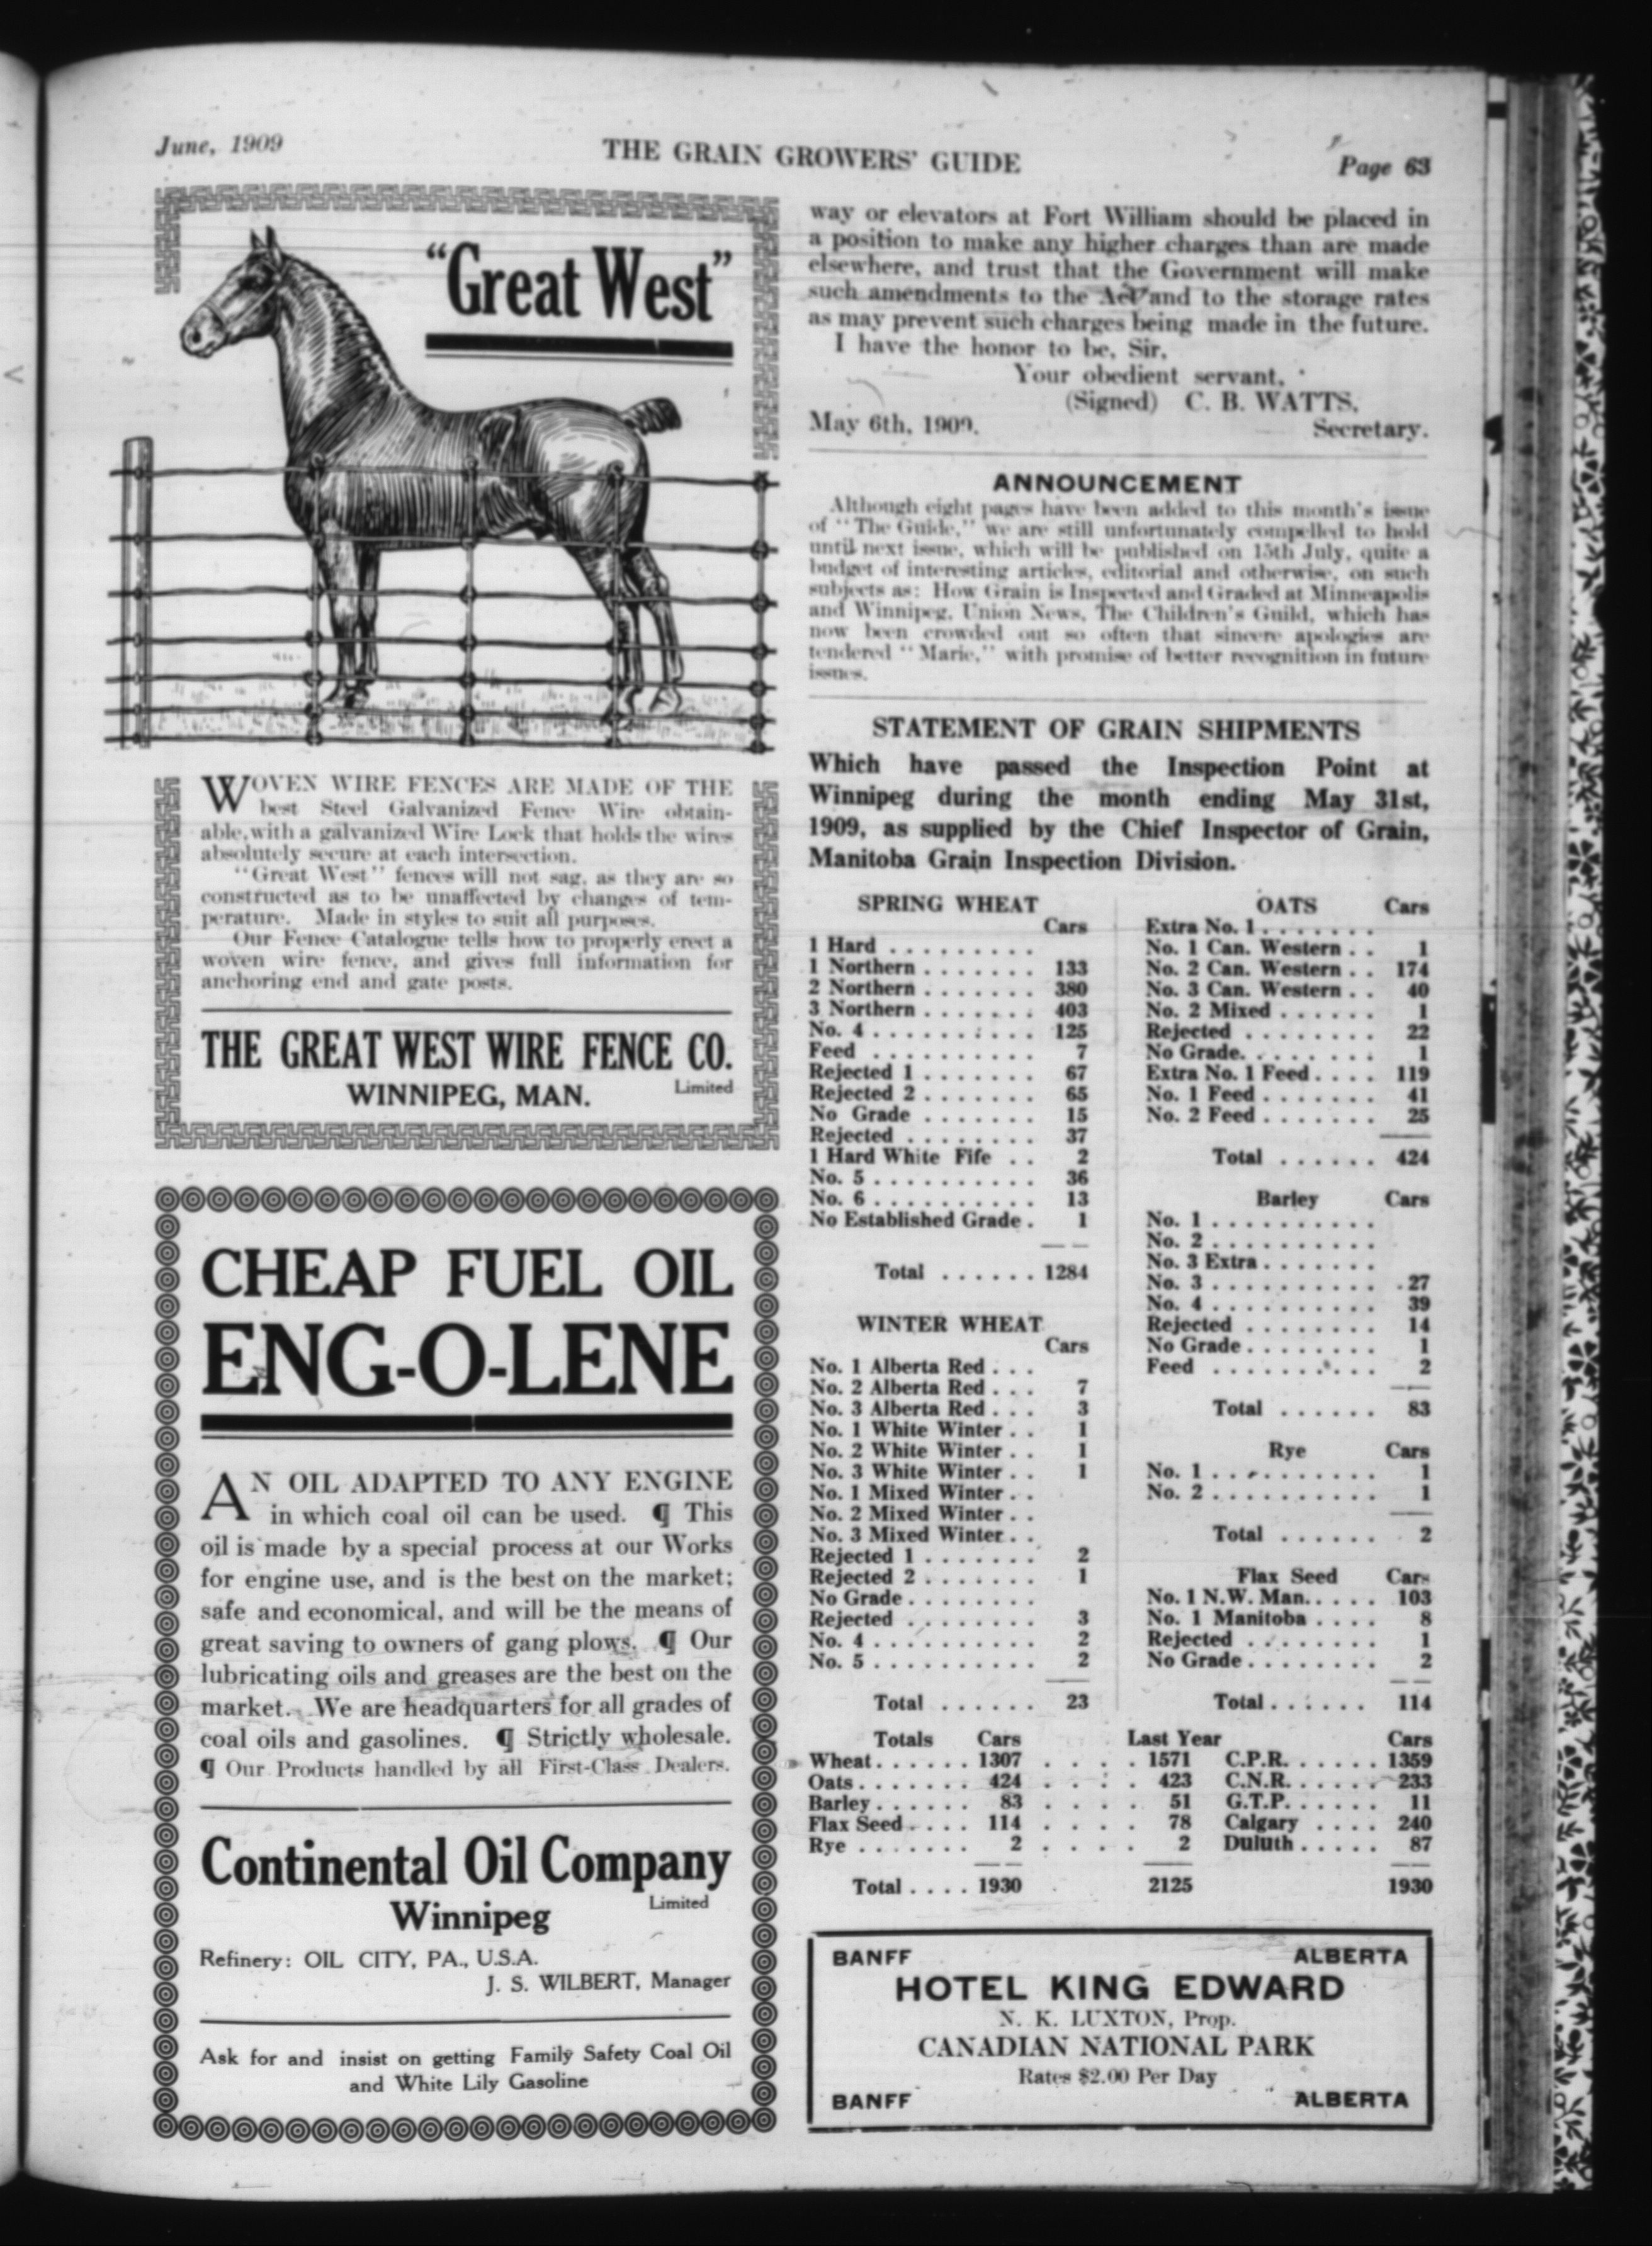 June, 1909
THE GRAIN GROWERS' GUIDE
Page 63
"Great West"
WOVEN WIRE FENCES ARE MADE OF THE
best Steel Galvanized Fence Wire obtain-
able, with a galvanized Wire Lock that holds the wires
absolutely secure at each intersection.
"Great West" fences will not sag, as they are so
constructed as to be unaffected by changes of tem-
perature. Made in styles to suit all purposes.
Our Fence Catalogue tells how to properly erect a
woven wire fence, and gives full information for
anchoring end and gate posts.
THE GREAT WEST WIRE FENCE CO.
WINNIPEG, MAN. Limited
CHEAP FUEL OIL
ENG-O-LENE
AN OIL ADAPTED TO ANY ENGINE
in which coal oil can be used. ¶ This
oil is made by a special process at our Works
for engine use, and is the best on the market;
safe and economical, and will be the means of
great saving to owners of gang plows. ¶ Our
lubricating oils and greases are the best on the
market. We are headquarters for all grades of
coal oils and gasolines. ¶ Strictly wholesale.
¶ Our Products handled by all First-Class Dealers.
Continental Oil Company
Limited
Winnipeg
Refinery: OIL CITY, PA., U.S.A.
J. S. WILBERT, Manager
Ask for and insist on getting Family Safety Coal Oil
and White Lily Gasoline
way or elevators at Fort William should be placed in
a position to make any higher charges than are made
elsewhere, and trust that the Government will make
such amendments to the Act and to the storage rates
as may prevent such charges being made in the future.
I have the honor to be, Sir,
Your obedient servant,
(Signed) C. B. WATTS,
May 6th, 1909. Secretary.
ANNOUNCEMENT
Although eight pages have been added to this month's issue
of "The Guide," we are still unfortunately compelled to hold
until next issue, which will be published on 15th July, quite a
budget of interesting articles, editorial and otherwise, on such
subjects as: How Grain is Inspected and Graded at Minneapolis
and Winnipeg, Union News, The Children's Guild, which has
now been crowded out so often that sincere apologies are
tendered "Marie," with promise of better recognition in future
issues.
STATEMENT OF GRAIN SHIPMENTS
Which have passed the Inspection Point at
Winnipeg during the month ending May 31st,
1909, as supplied by the Chief Inspector of Grain,
Manitoba Grain Inspection Division.
SPRING WHEAT
Cars
1 Hard . . . . . . . . .
1 Northern . . . . . . . 133
2 Northern . . . . . . . 380
3 Northern . . . . . . . 403
No. 4 . . . . . . . . . . 125
Feed . . . . . . . . . . 7
Rejected 1 . . . . . . . 67
Rejected 2 . . . . . . . 65
No Grade . . . . . . . 15
Rejected . . . . . . . . 37
1 Hard White Fife . . 2
No. 5 . . . . . . . . . . 36
No. 6 . . . . . . . . . . 13
No Established Grade . 1
Total . . . . . . 1284
WINTER WHEAT
Cars
No. 1 Alberta Red . . .
No. 2 Alberta Red . . . 7
No. 3 Alberta Red . . . 3
No. 1 White Winter . . 1
No. 2 White Winter . . 1
No. 3 White Winter . . 1
No. 1 Mixed Winter . .
No. 2 Mixed Winter . .
No. 3 Mixed Winter . .
Rejected 1 . . . . . . . 2
Rejected 2 . . . . . . . 1
No Grade . . . . . . . .
Rejected . . . . . . . . 3
No. 4 . . . . . . . . . . 2
No. 5 . . . . . . . . . . 2
Total . . . . . . 23
OATS Cars
Extra No. 1 . . . . . . .
No. 1 Can. Western . . 1
No. 2 Can. Western . . 174
No. 3 Can. Western . . 40
No. 2 Mixed . . . . . . 1
Rejected . . . . . . . . 22
No Grade. . . . . . . . 1
Extra No. 1 Feed . . . . 119
No. 1 Feed . . . . . . . 41
No. 2 Feed . . . . . . . 25
Total . . . . . . 424
Barley Cars
No. 1 . . . . . . . . . .
No. 2 . . . . . . . . . .
No. 3 Extra . . . . . . .
No. 3 . . . . . . . . . . 27
No. 4 . . . . . . . . . . 39
Rejected . . . . . . . . 14
No Grade . . . . . . . . 1
Feed . . . . . . . . . . 2
Total . . . . . . 83
Rye Cars
No. 1 . . . . . . . . . . 1
No. 2 . . . . . . . . . . 1
Total . . . . . . 2
Flax Seed Cars
No. 1 N.W. Man. . . . . 103
No. 1 Manitoba . . . . 8
Rejected . . . . . . . . 1
No Grade . . . . . . . . 2
Total . . . . . . 114
Totals Cars Last Year Cars
Wheat . . . . . . 1307 . . . . 1571 C.P.R. . . . . . 1359
Oats . . . . . . . 424 . . . . 423 C.N.R. . . . . . 233
Barley . . . . . . 83 . . . . 51 G.T.P. . . . . . 11
Flax Seed . . . . 114 . . . . 78 Calgary . . . . 240
Rye . . . . . . . 2 . . . . 2 Duluth . . . . . 87
Total . . . . 1930 2125 1930
BANFF ALBERTA
HOTEL KING EDWARD
N. K. LUXTON, Prop.
CANADIAN NATIONAL PARK
Rates $2.00 Per Day
BANFF ALBERTA